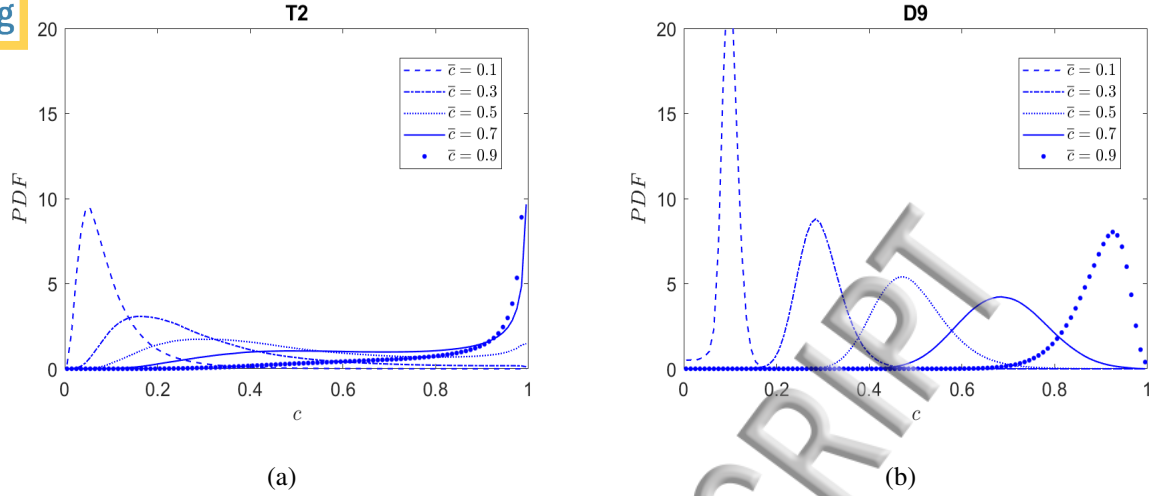 g
T2
20
15
10
5
0
PDF
0
0.2
0.4
0.6
0.8
1
c
c̅ = 0.1
c̅ = 0.3
c̅ = 0.5
c̅ = 0.7
c̅ = 0.9
(a)
D9
20
15
10
5
0
PDF
0
0.2
0.4
0.6
0.8
1
c
c̅ = 0.1
c̅ = 0.3
c̅ = 0.5
c̅ = 0.7
c̅ = 0.9
(b)
CRIPT